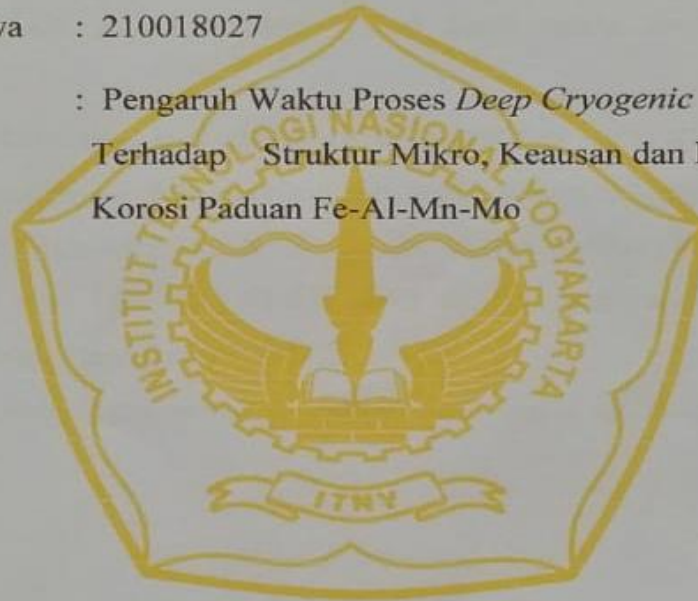 : 210018027
: Pengaruh Waktu Proses Deep Cryogenic
Terhadap Struktur Mikro, Keausan dan
Korosi Paduan Fe-Al-Mn-Mo
INSTITUT TEKNOLOGI NASIONAL YOGYAKARTA
ITNY